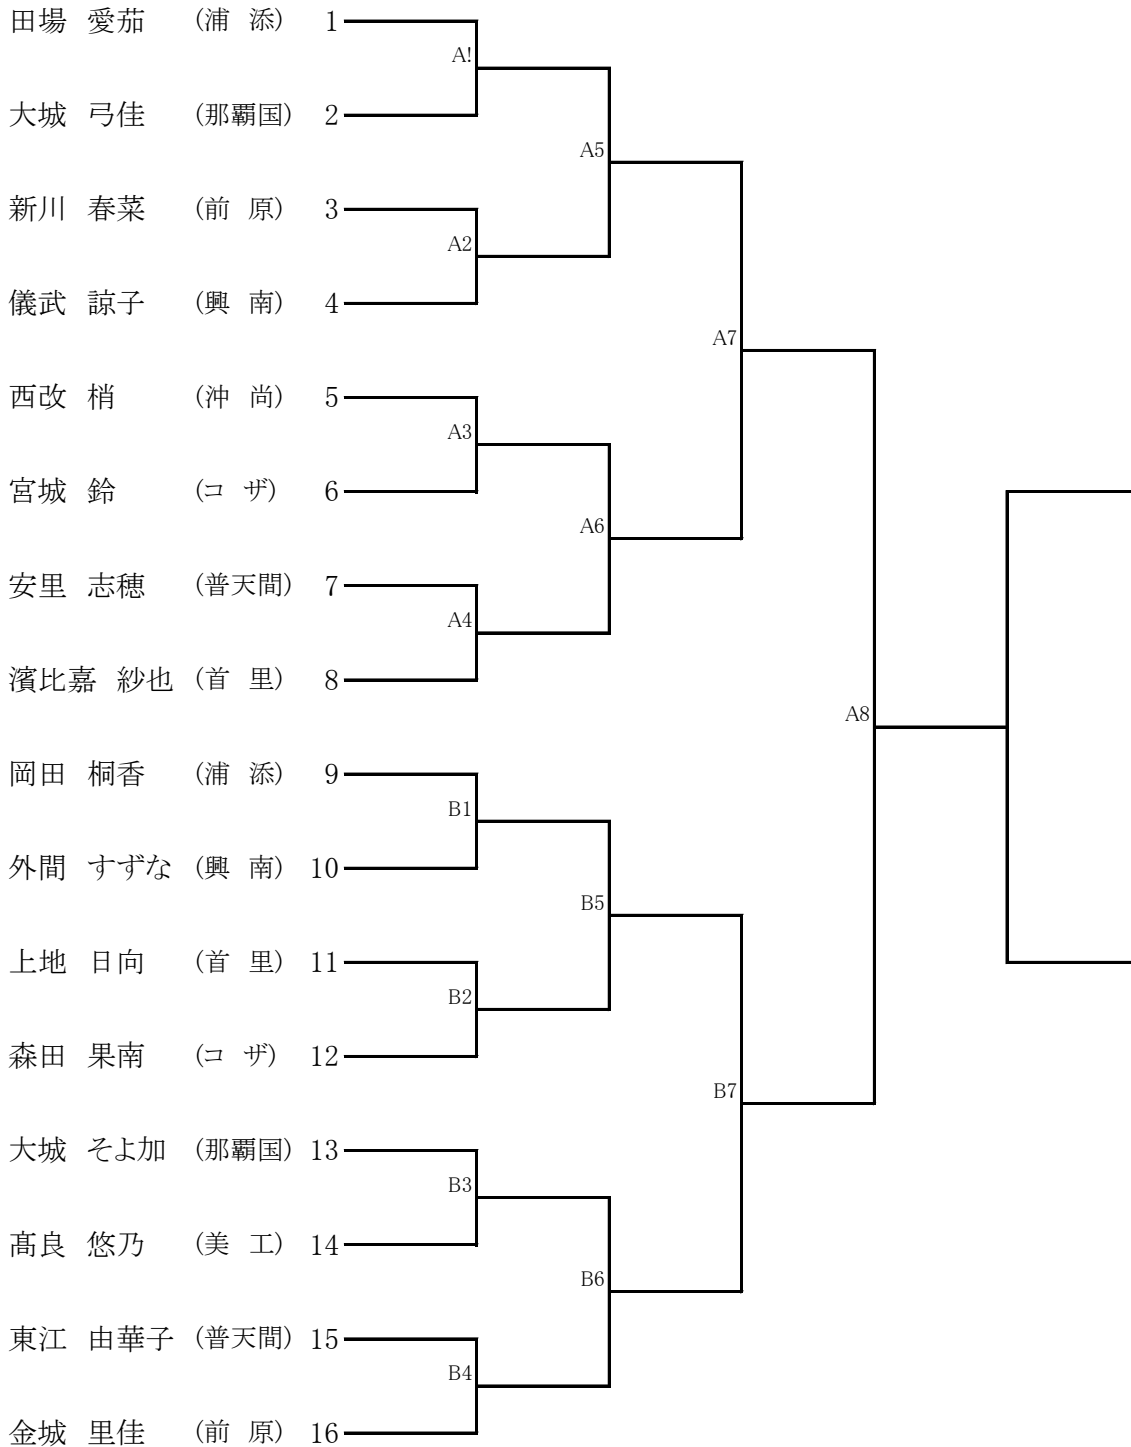 田場 愛茄 (浦 添) 1
A!
大城 弓佳 (那覇国) 2
A5
新川 春菜 (前 原) 3
A2
儀武 諒子 (興 南) 4
A7
西改 梢 (沖 尚) 5
A3
宮城 鈴 (コ ザ) 6
A6
安里 志穂 (普天間) 7
A4
濱比嘉 紗也 (首 里) 8
A8
岡田 桐香 (浦 添) 9
B1
外間 すずな (興 南) 10
B5
上地 日向 (首 里) 11
B2
森田 果南 (コ ザ) 12
B7
大城 そよ加 (那覇国) 13
B3
髙良 悠乃 (美 工) 14
B6
東江 由華子 (普天間) 15
B4
金城 里佳 (前 原) 16